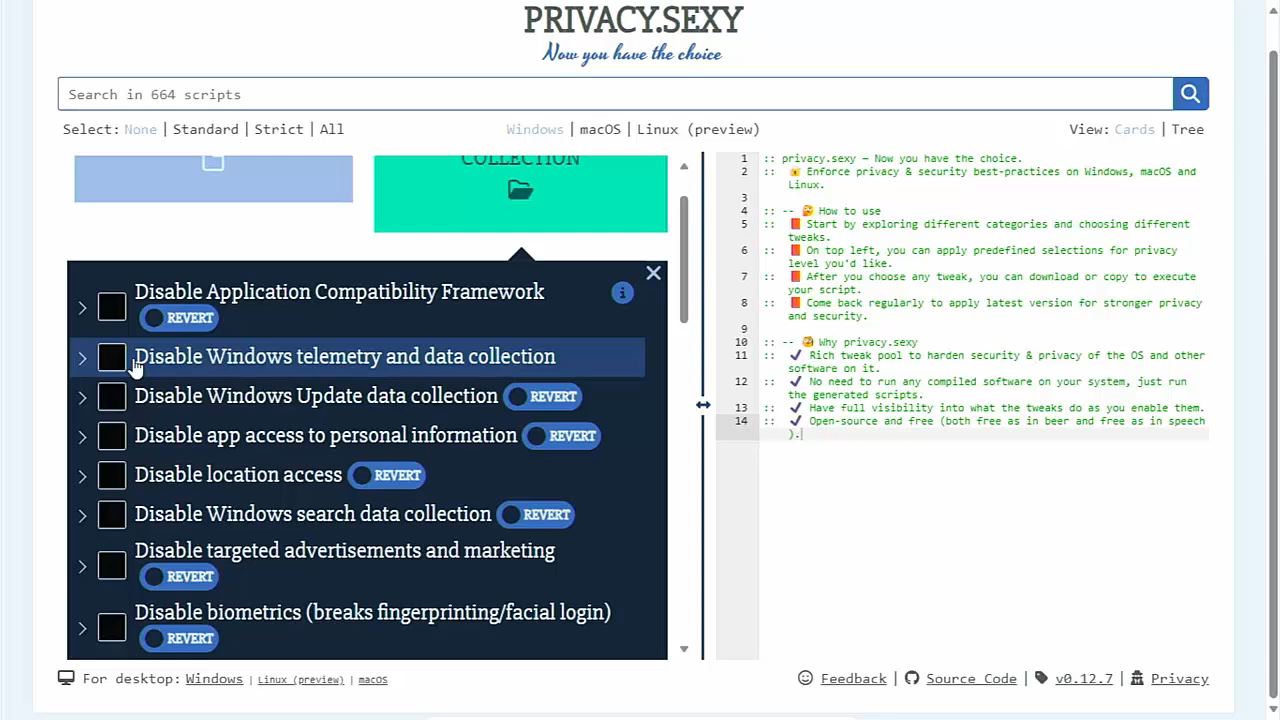 PRIVACY.SEXY
Now you have the choice
Search in 664 scripts
Select: None | Standard | Strict | All
Windows | macOS | Linux (preview)
View: Cards | Tree
COLLECTION
Disable Application Compatibility Framework
REVERT
Disable Windows telemetry and data collection
Disable Windows Update data collection REVERT
Disable app access to personal information REVERT
Disable location access REVERT
Disable Windows search data collection REVERT
Disable targeted advertisements and marketing
REVERT
Disable biometrics (breaks fingerprinting/facial login)
REVERT
1 :: privacy.sexy — Now you have the choice.
2 :: 🔐 Enforce privacy & security best-practices on Windows, macOS and
Linux.
3
4 :: -- 🤔 How to use
5 :: 📙 Start by exploring different categories and choosing different
tweaks.
6 :: 📙 On top left, you can apply predefined selections for privacy
level you'd like.
7 :: 📙 After you choose any tweak, you can download or copy to execute
your script.
8 :: 📙 Come back regularly to apply latest version for stronger privacy
and security.
9
10 :: -- 🧐 Why privacy.sexy
11 :: ✔️ Rich tweak pool to harden security & privacy of the OS and other
software on it.
12 :: ✔️ No need to run any compiled software on your system, just run
the generated scripts.
13 :: ✔️ Have full visibility into what the tweaks do as you enable them.
14 :: ✔️ Open-source and free (both free as in beer and free as in speech
).
For desktop: Windows | Linux (preview) | macOS
Feedback | Source Code | v0.12.7 | Privacy